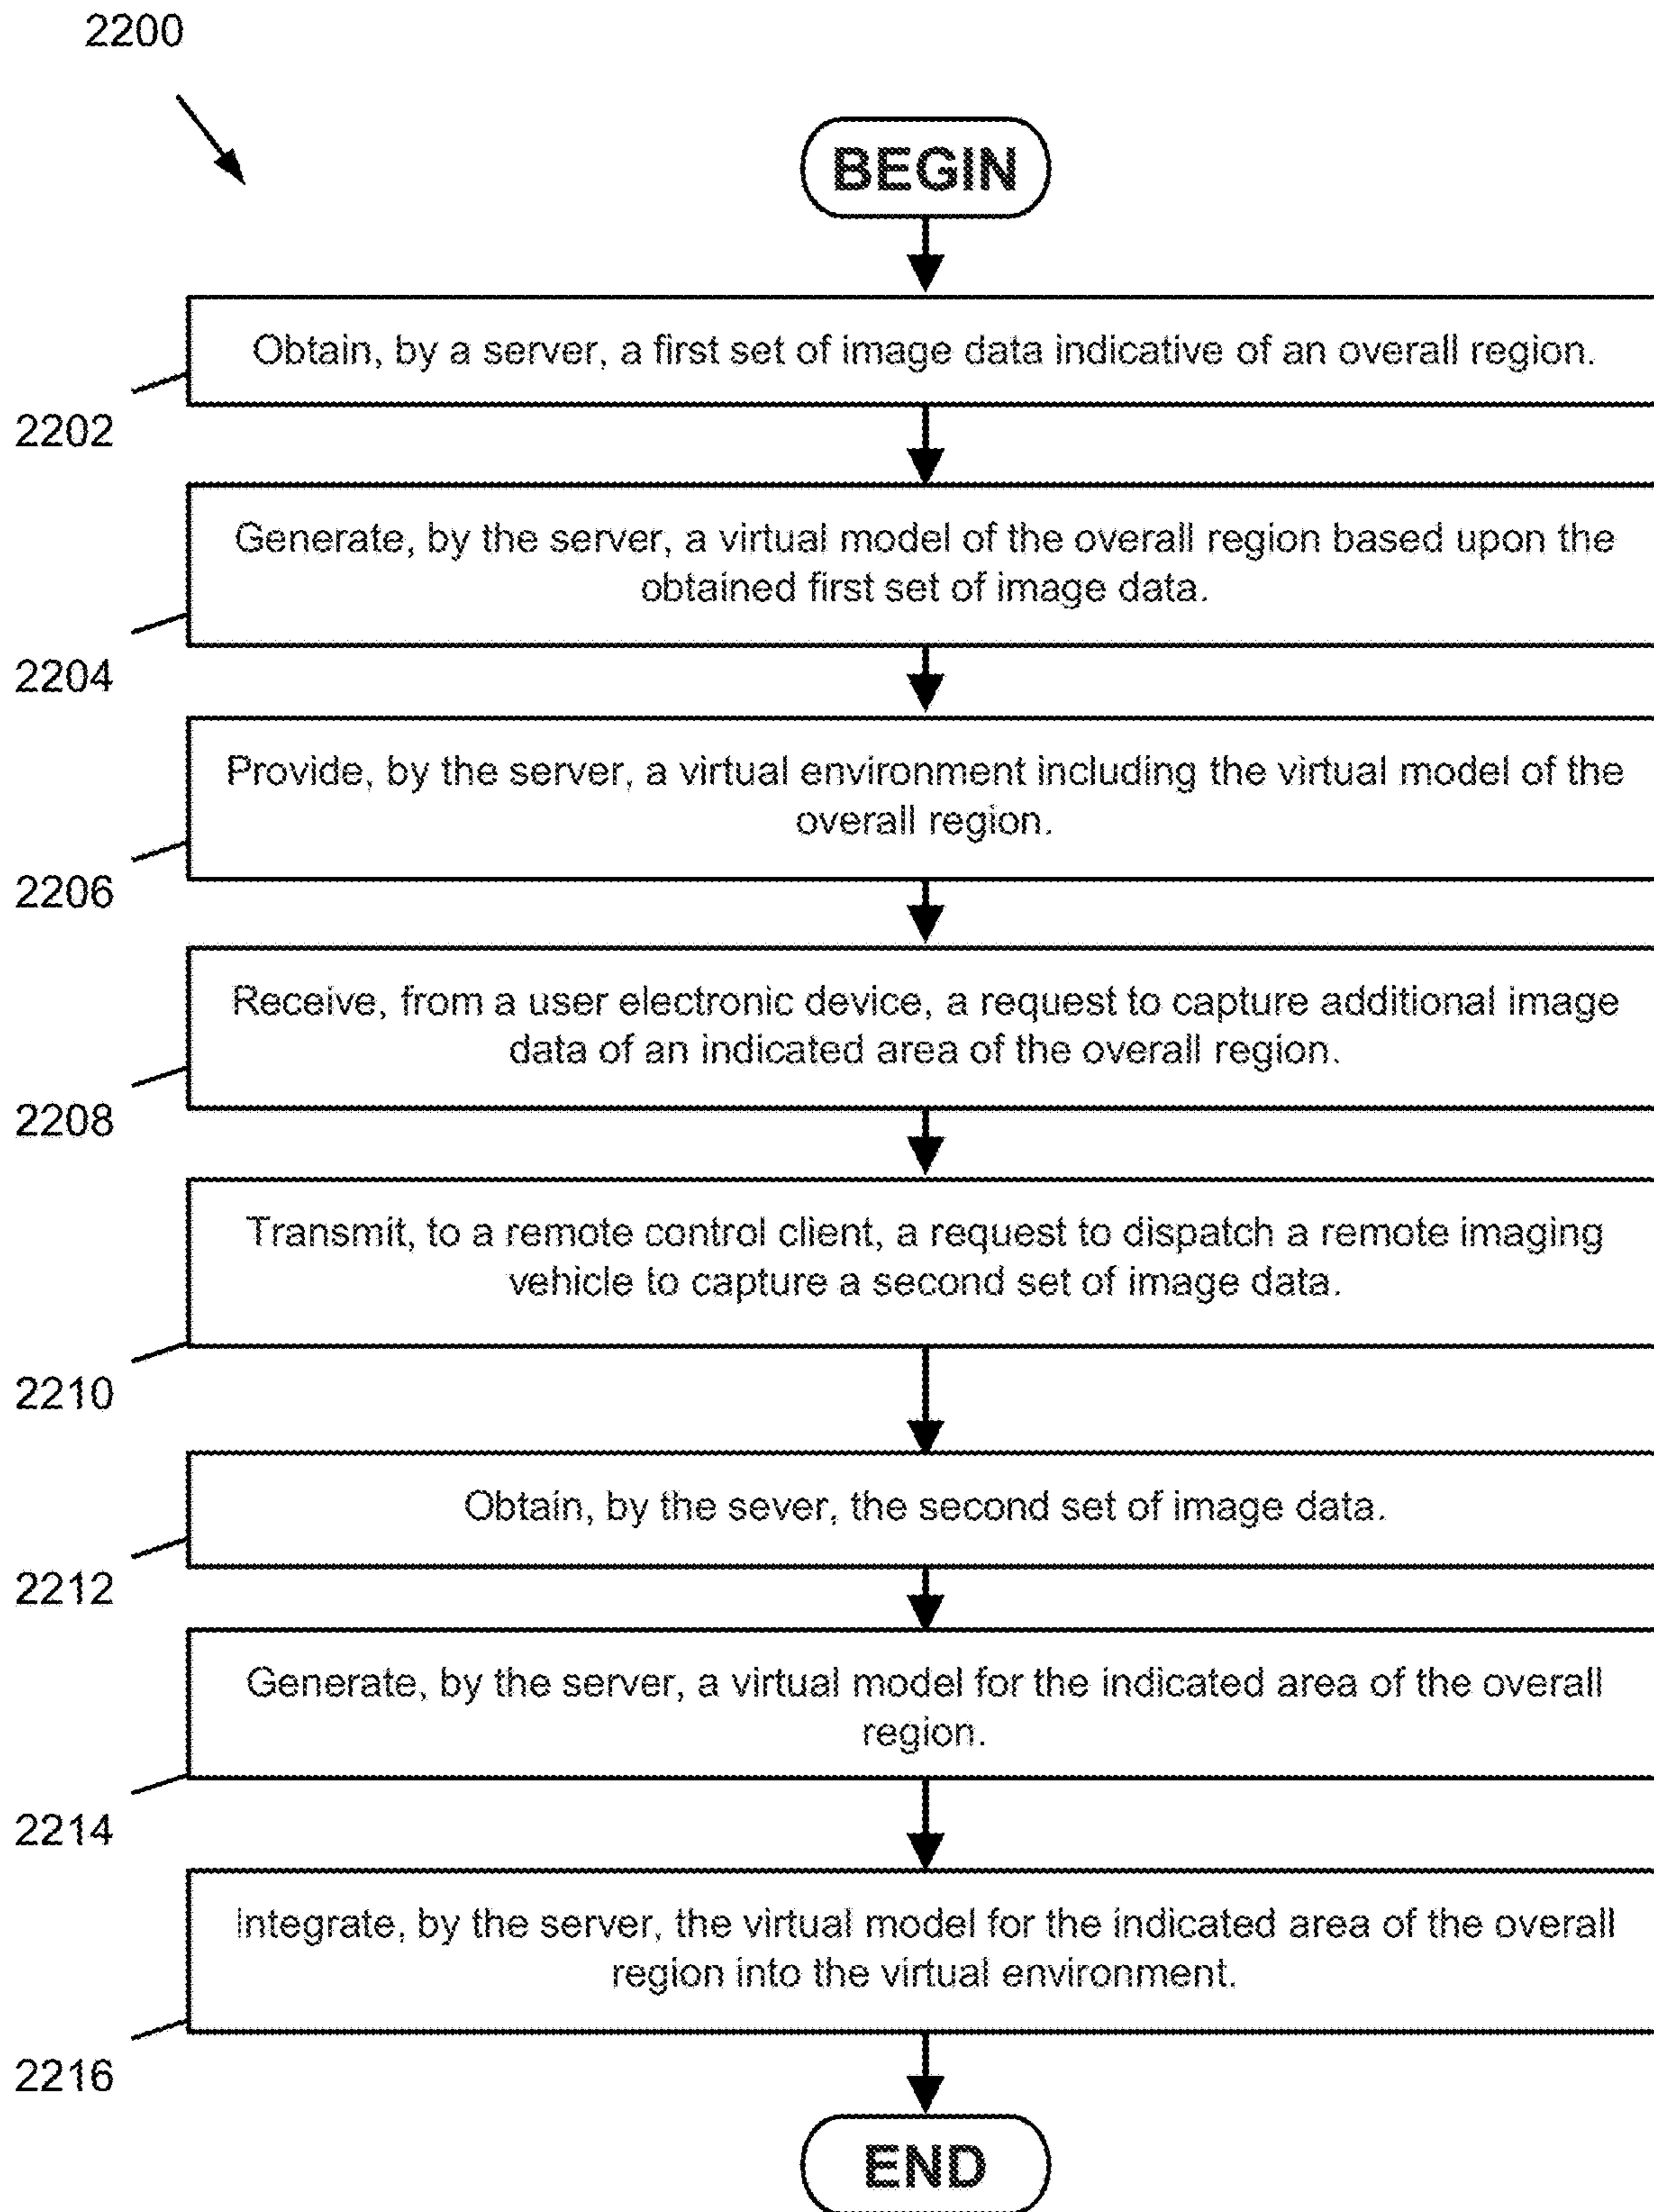 2200
BEGIN
Obtain, by a server, a first set of image data indicative of an overall region.
2202
Generate, by the server, a virtual model of the overall region based upon the
obtained first set of image data.
2204
Provide, by the server, a virtual environment including the virtual model of the
overall region.
2206
Receive, from a user electronic device, a request to capture additional image
data of an indicated area of the overall region.
2208
Transmit, to a remote control client, a request to dispatch a remote imaging
vehicle to capture a second set of image data.
2210
Obtain, by the sever, the second set of image data.
2212
Generate, by the server, a virtual model for the indicated area of the overall
region.
2214
Integrate, by the server, the virtual model for the indicated area of the overall
region into the virtual environment.
2216
END